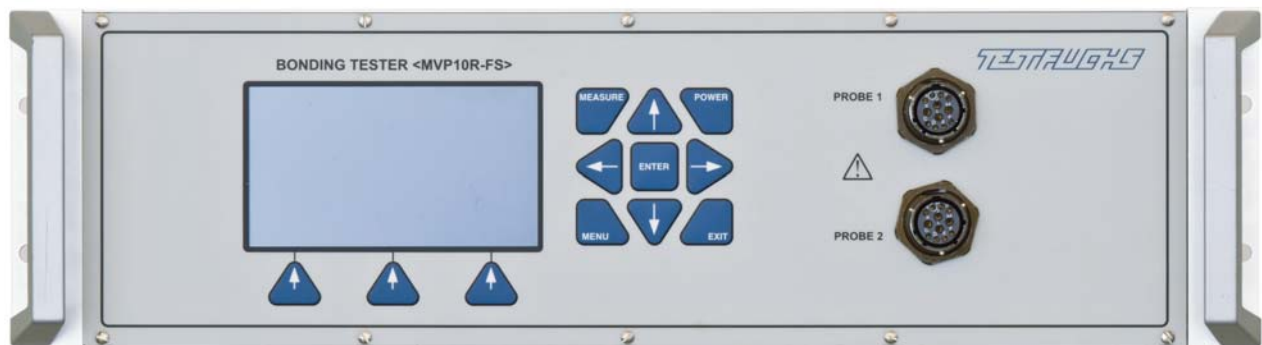 BONDING TESTER <MVP10R-FS>
TESTFUCHS
MEASURE
POWER
ENTER
MENU
EXIT
PROBE 1
PROBE 2